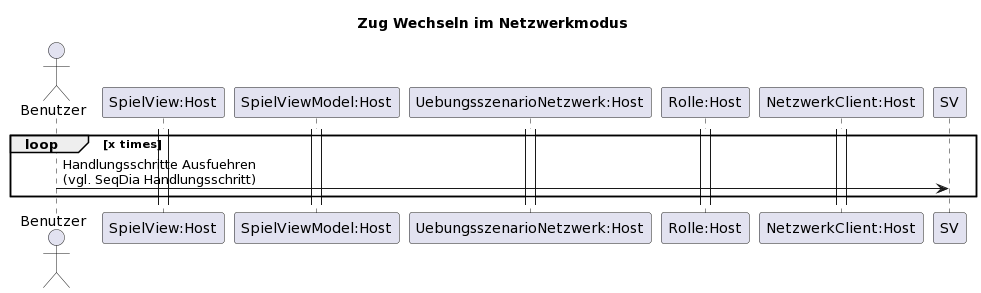 Zug Wechseln im Netzwerkmodus
Benutzer
SpielView:Host
SpielViewModel:Host
UebungsszenarioNetzwerk:Host
Rolle:Host
NetzwerkClient:Host
SV
loop
[x times]
Handlungsschritte Ausfuehren
(vgl. SeqDia Handlungsschritt)
Benutzer
SpielView:Host
SpielViewModel:Host
UebungsszenarioNetzwerk:Host
Rolle:Host
NetzwerkClient:Host
SV